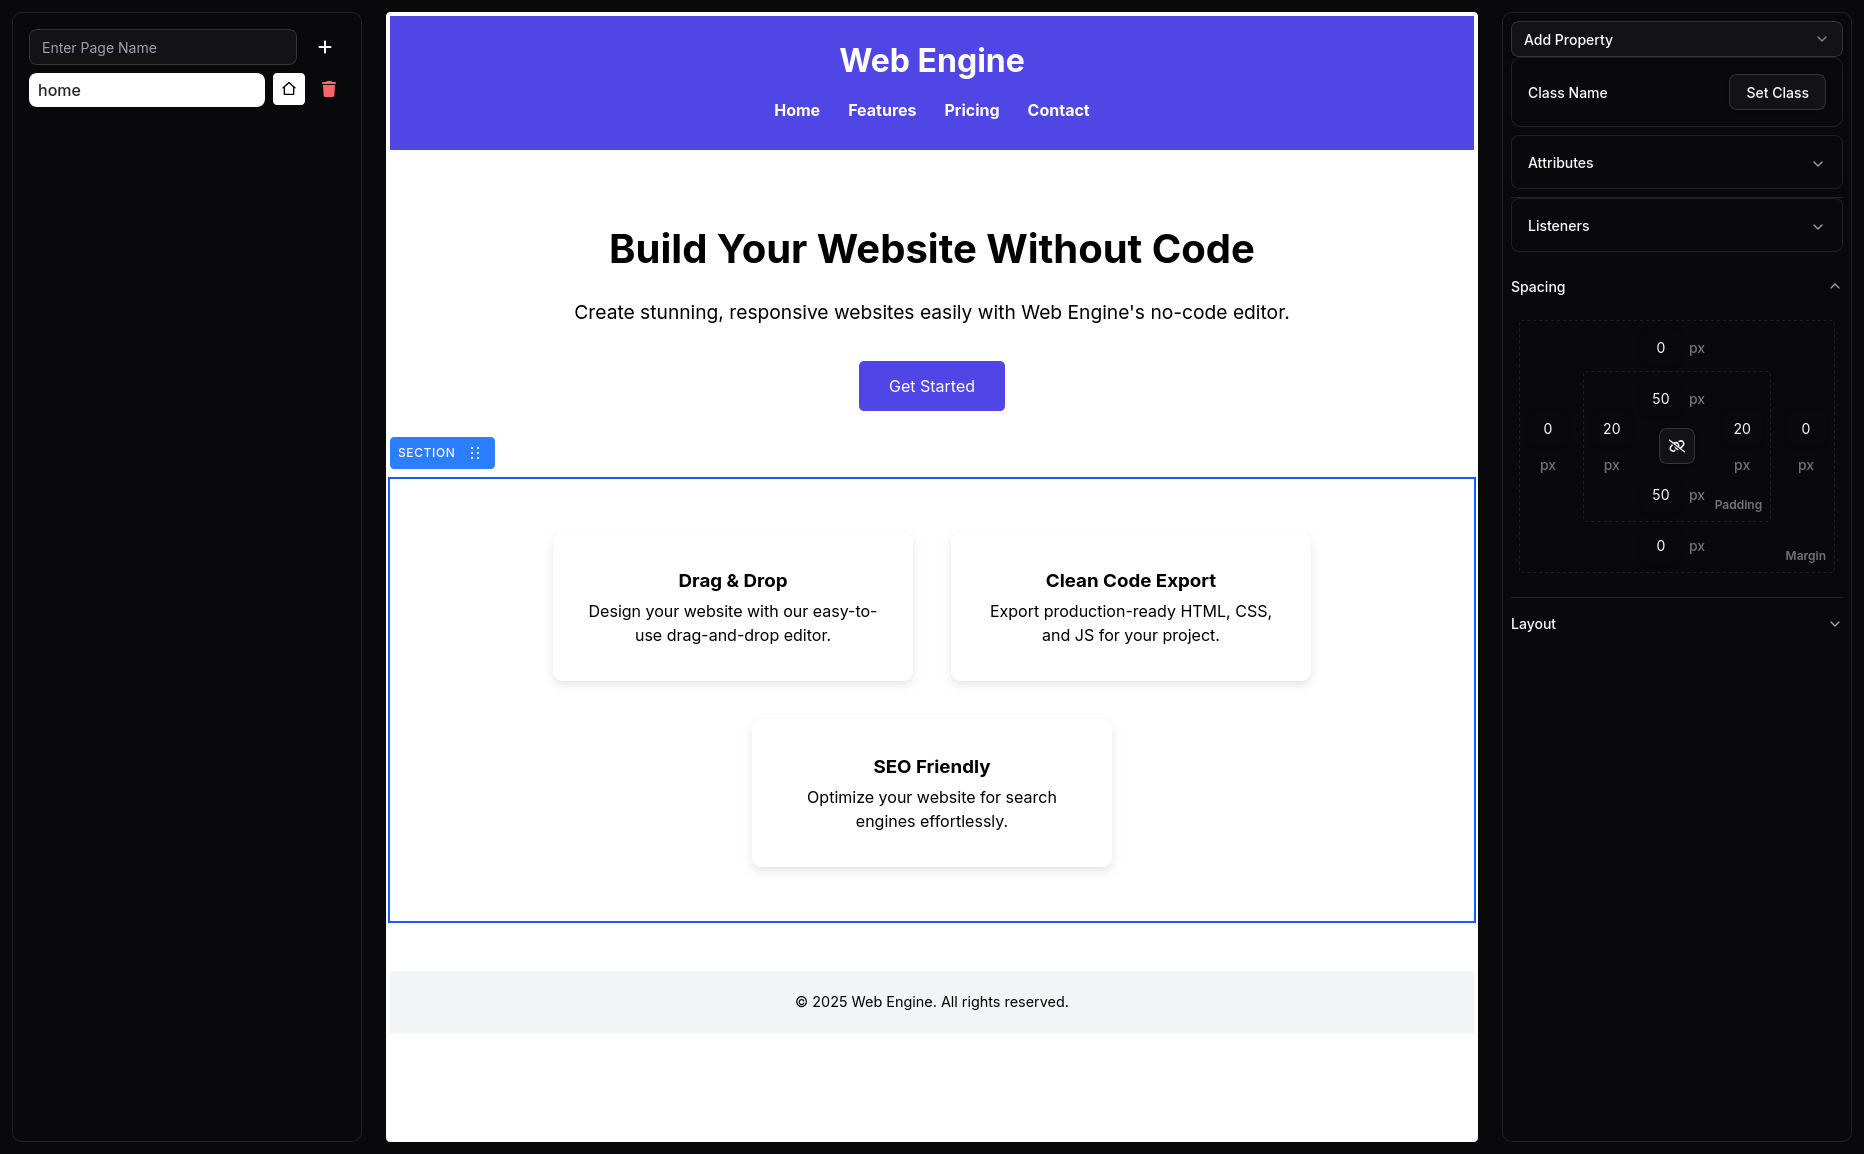 Enter Page Name
home
Web Engine
Home Features Pricing Contact
Build Your Website Without Code
Create stunning, responsive websites easily with Web Engine's no-code editor.
Get Started
SECTION
Drag & Drop
Design your website with our easy-to-
use drag-and-drop editor.
Clean Code Export
Export production-ready HTML, CSS,
and JS for your project.
SEO Friendly
Optimize your website for search
engines effortlessly.
© 2025 Web Engine. All rights reserved.
Add Property
Class Name
Set Class
Attributes
Listeners
Spacing
0 px
50 px
0 20 20 0
px px px px
50 px
Padding
0 px
Margin
Layout